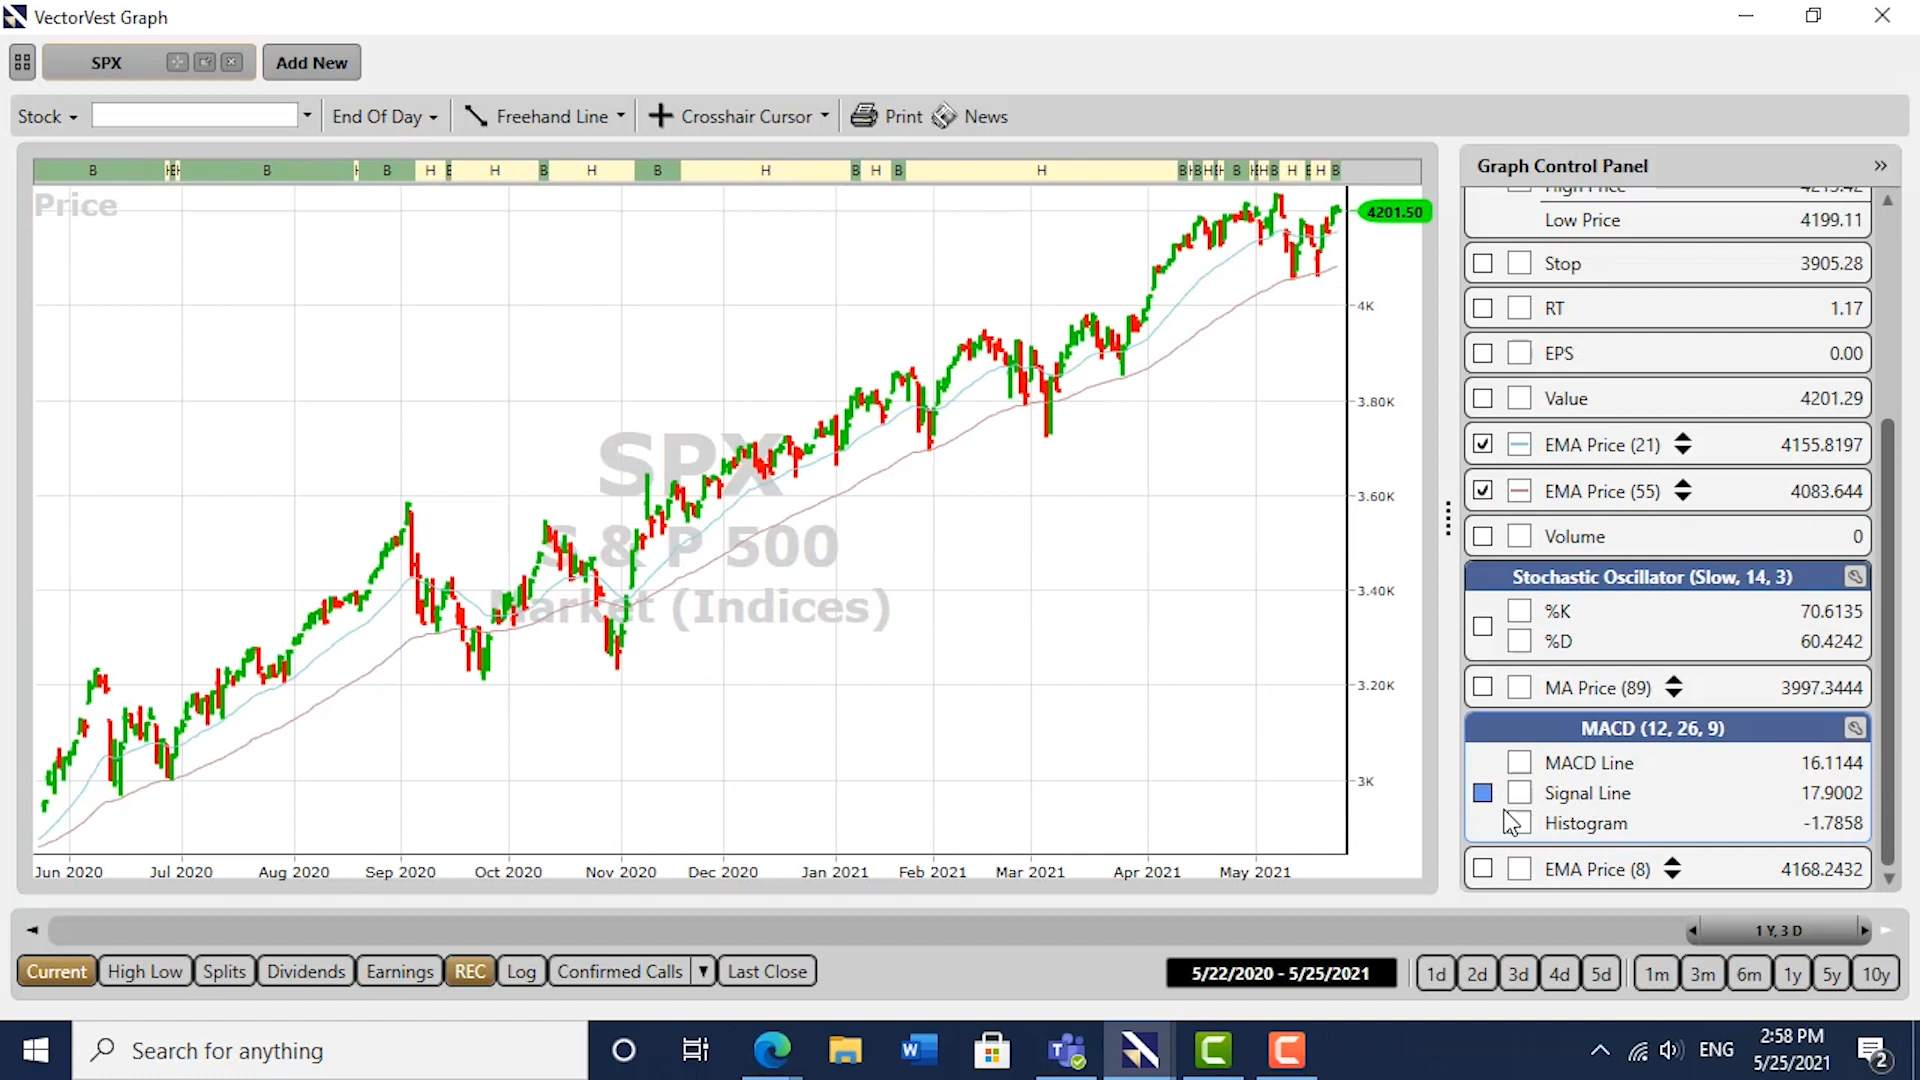 VectorVest Graph
SPX
Add New
Stock
End Of Day
Freehand Line
Crosshair Cursor
Print
News
B
B
B
H
H
B
H
B
H
B
H
B
H
B
H
B
H
H
B
Price
4201.50
4K
3.80K
3.60K
3.40K
3.20K
3K
SPX
S & P 500
Market (Indices)
Jun 2020 Jul 2020 Aug 2020 Sep 2020 Oct 2020 Nov 2020 Dec 2020 Jan 2021 Feb 2021 Mar 2021 Apr 2021 May 2021
Graph Control Panel
High Price 4213.42
Low Price 4199.11
Stop 3905.28
RT 1.17
EPS 0.00
Value 4201.29
EMA Price (21) 4155.8197
EMA Price (55) 4083.644
Volume 0
Stochastic Oscillator (Slow, 14, 3)
%K 70.6135
%D 60.4242
MA Price (89) 3997.3444
MACD (12, 26, 9)
MACD Line 16.1144
Signal Line 17.9002
Histogram -1.7858
EMA Price (8) 4168.2432
1 Y, 3 D
Current High Low Splits Dividends Earnings REC Log Confirmed Calls Last Close
5/22/2020 - 5/25/2021
1d 2d 3d 4d 5d 1m 3m 6m 1y 5y 10y
Search for anything
ENG
2:58 PM
5/25/2021
2